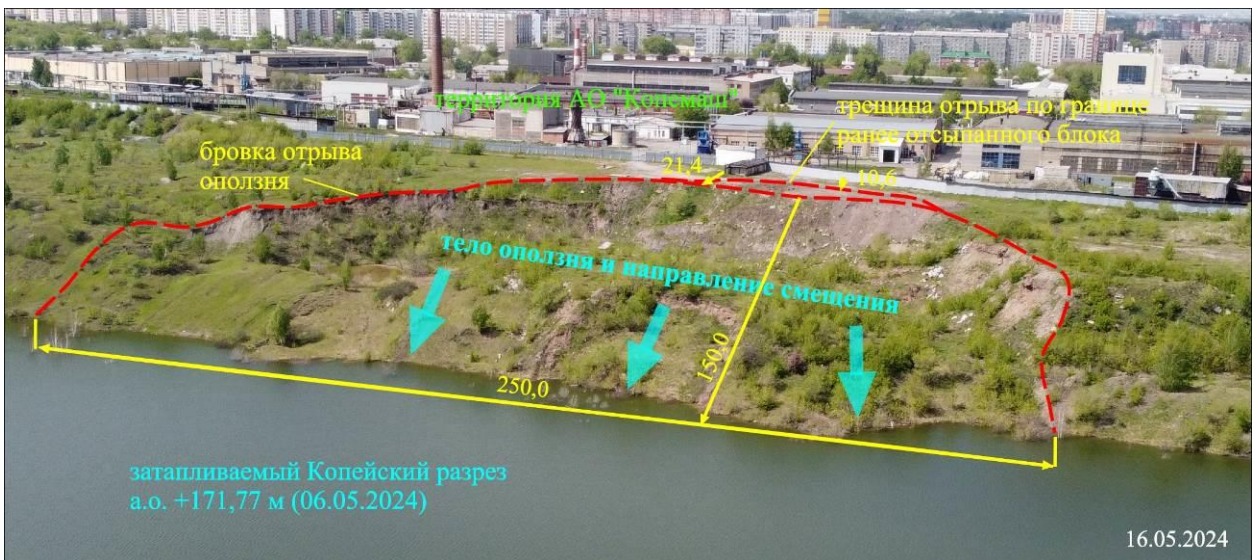 территория АО "Копемаш"
трещина отрыва по границе
ранее отсыпанного блока
бровка отрыва
оползня
21,4
10,6
тело оползня и направление смещения
150,0
250,0
затапливаемый Копейский разрез
а.о. +171,77 м (06.05.2024)
16.05.2024